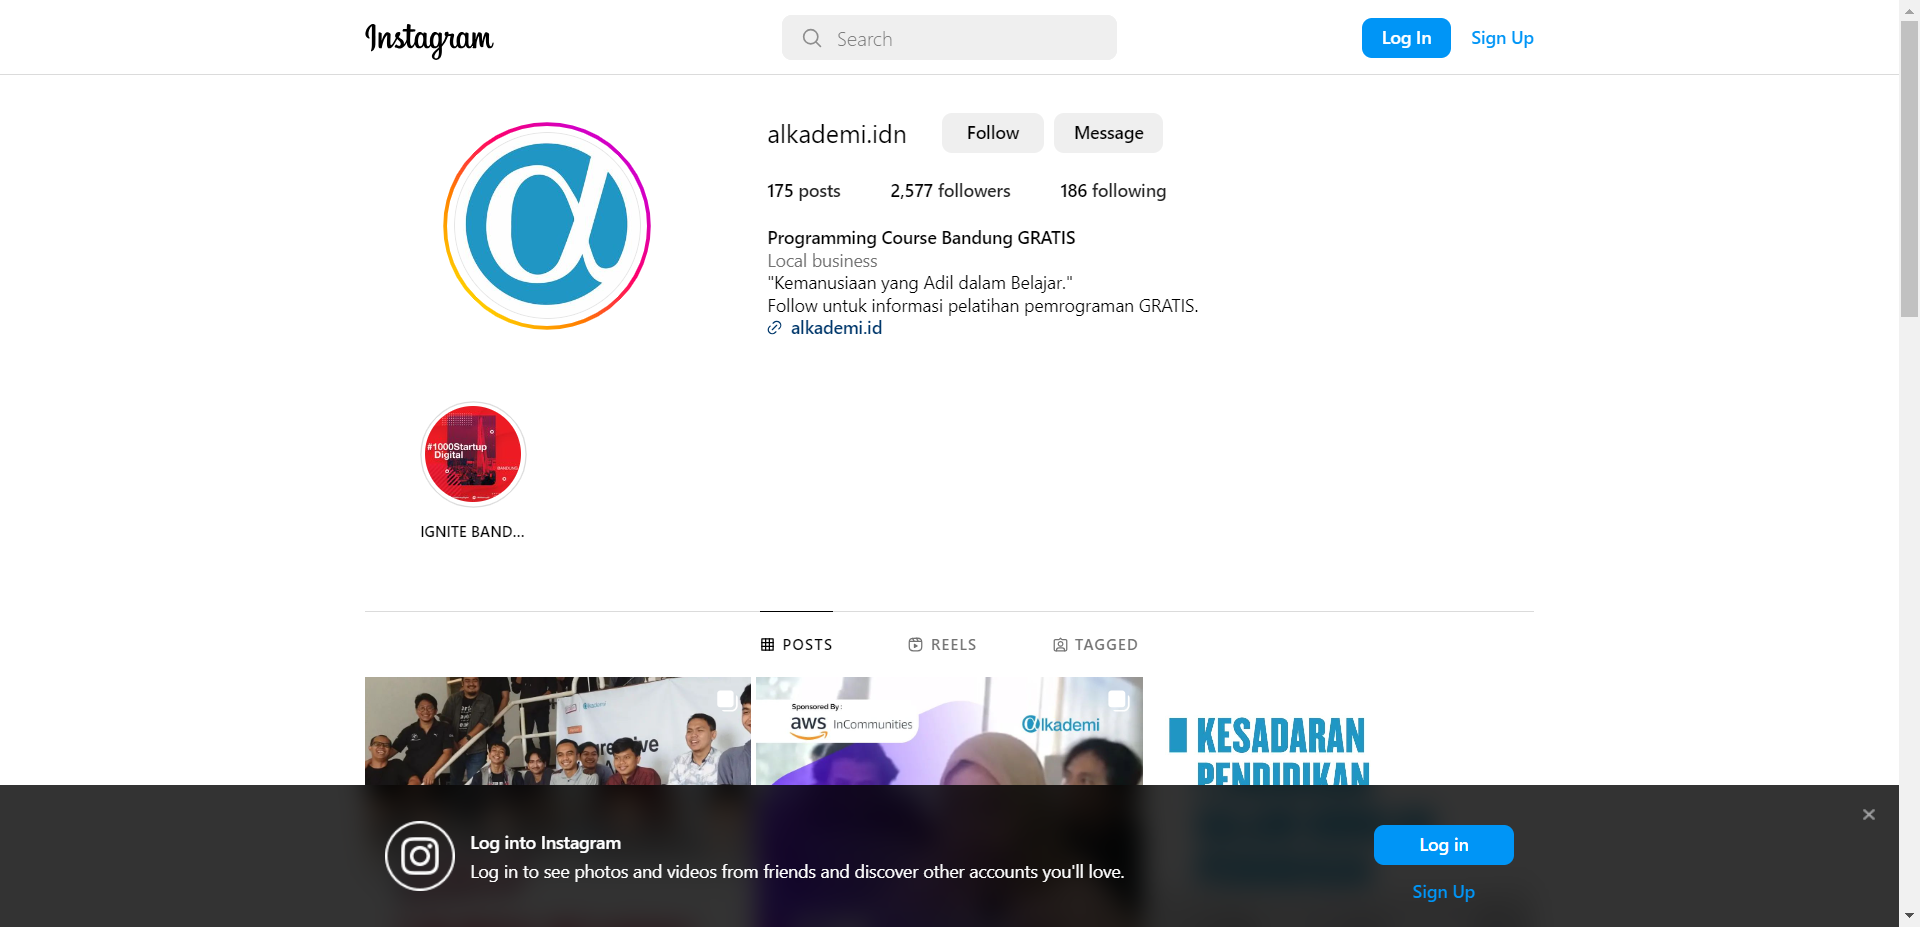 Instagram
Search
Log In
Sign Up
alkademi.idn
Follow
Message
175 posts
2,577 followers
186 following
Programming Course Bandung GRATIS
Local business
"Kemanusiaan yang Adil dalam Belajar."
Follow untuk informasi pelatihan pemrograman GRATIS.
alkademi.id
#1000Startup
Digital
BANDUNG
IGNITE BAND...
POSTS
REELS
TAGGED
Sponsored By:
aws InCommunities
alkademi
KESADARAN
PENDIDIKAN
Log into Instagram
Log in to see photos and videos from friends and discover other accounts you'll love.
Log in
Sign Up